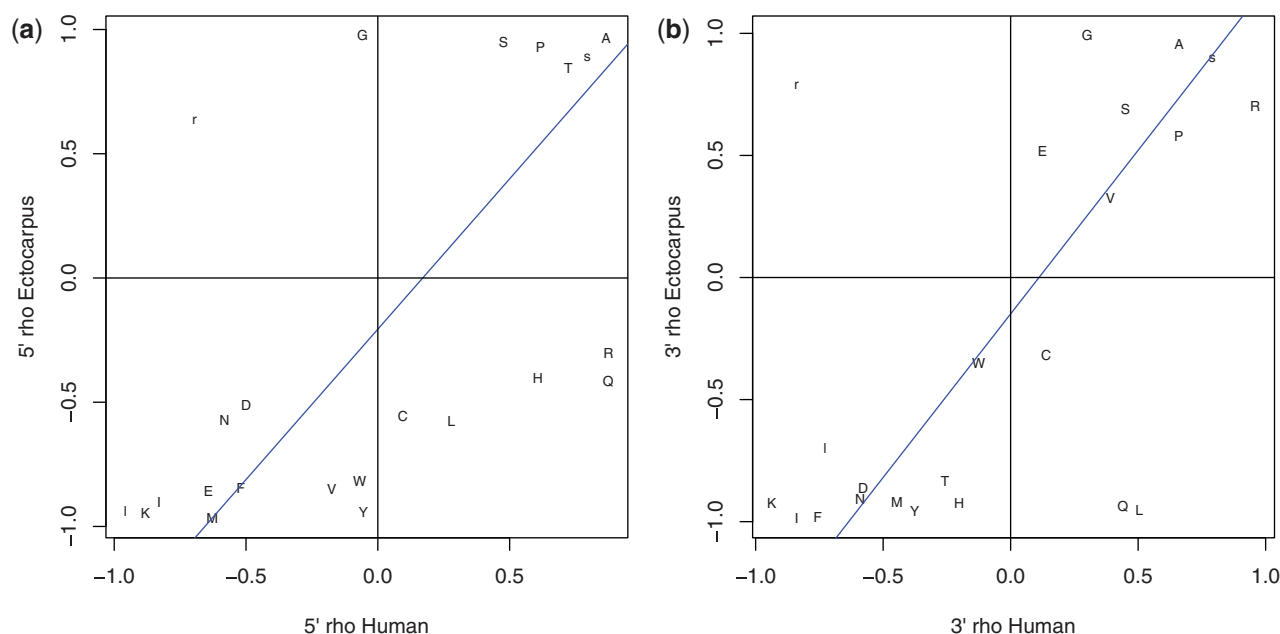 (a)
1.0
0.5
0.0
−0.5
−1.0
5' rho Ectocarpus
G
S
P
A
s
T
r
R
H
Q
D
N
C
L
E
F
W
V
I
I
K
M
Y
−1.0 −0.5 0.0 0.5
5' rho Human
(b)
1.0
0.5
0.0
−0.5
−1.0
3' rho Ectocarpus
G
A
s
r
S
R
P
E
V
C
W
I
T
D
N
K
M
H
Y
I
F
Q
L
−1.0 −0.5 0.0 0.5 1.0
3' rho Human